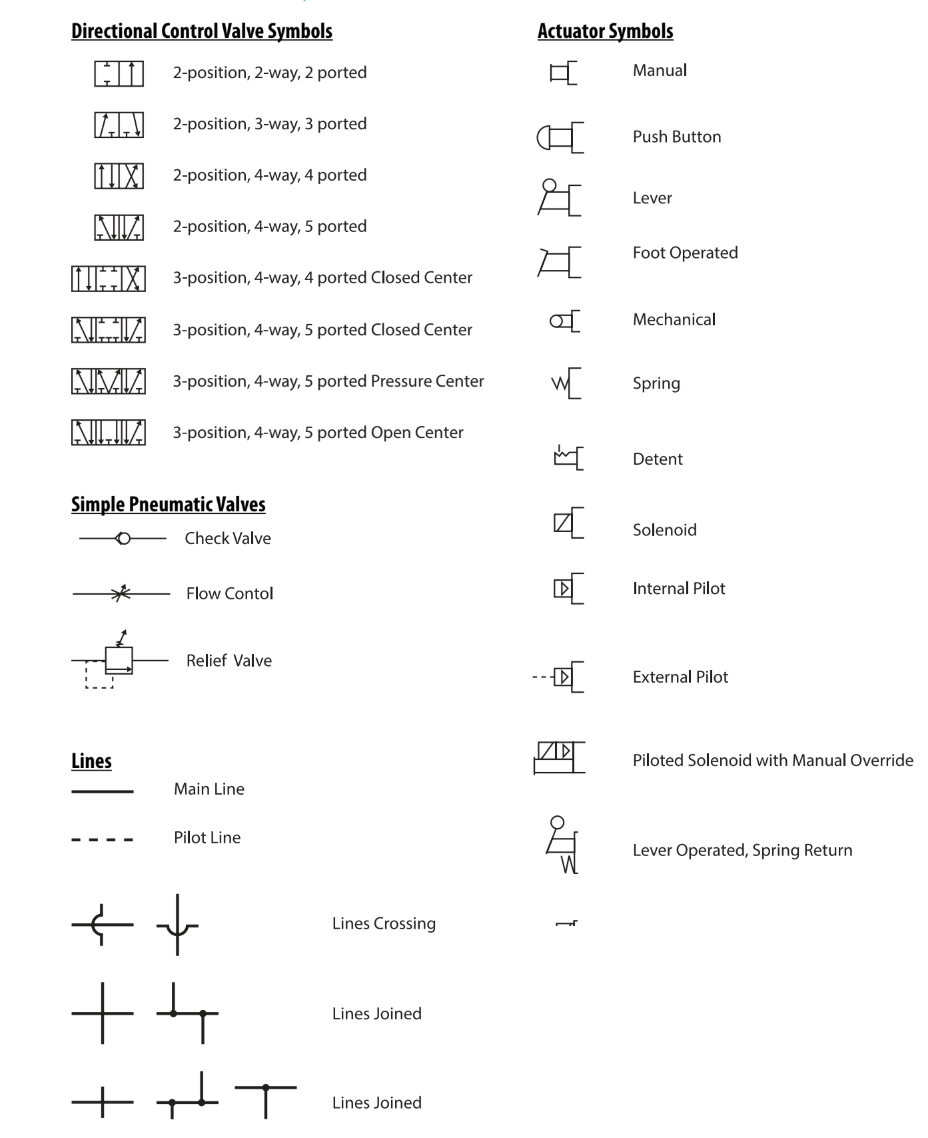 Directional Control Valve Symbols
2-position, 2-way, 2 ported
2-position, 3-way, 3 ported
2-position, 4-way, 4 ported
2-position, 4-way, 5 ported
3-position, 4-way, 4 ported Closed Center
3-position, 4-way, 5 ported Closed Center
3-position, 4-way, 5 ported Pressure Center
3-position, 4-way, 5 ported Open Center
Simple Pneumatic Valves
Check Valve
Flow Contol
Relief Valve
Lines
Main Line
Pilot Line
Lines Crossing
Lines Joined
Lines Joined
Actuator Symbols
Manual
Push Button
Lever
Foot Operated
Mechanical
Spring
Detent
Solenoid
Internal Pilot
External Pilot
Piloted Solenoid with Manual Override
Lever Operated, Spring Return